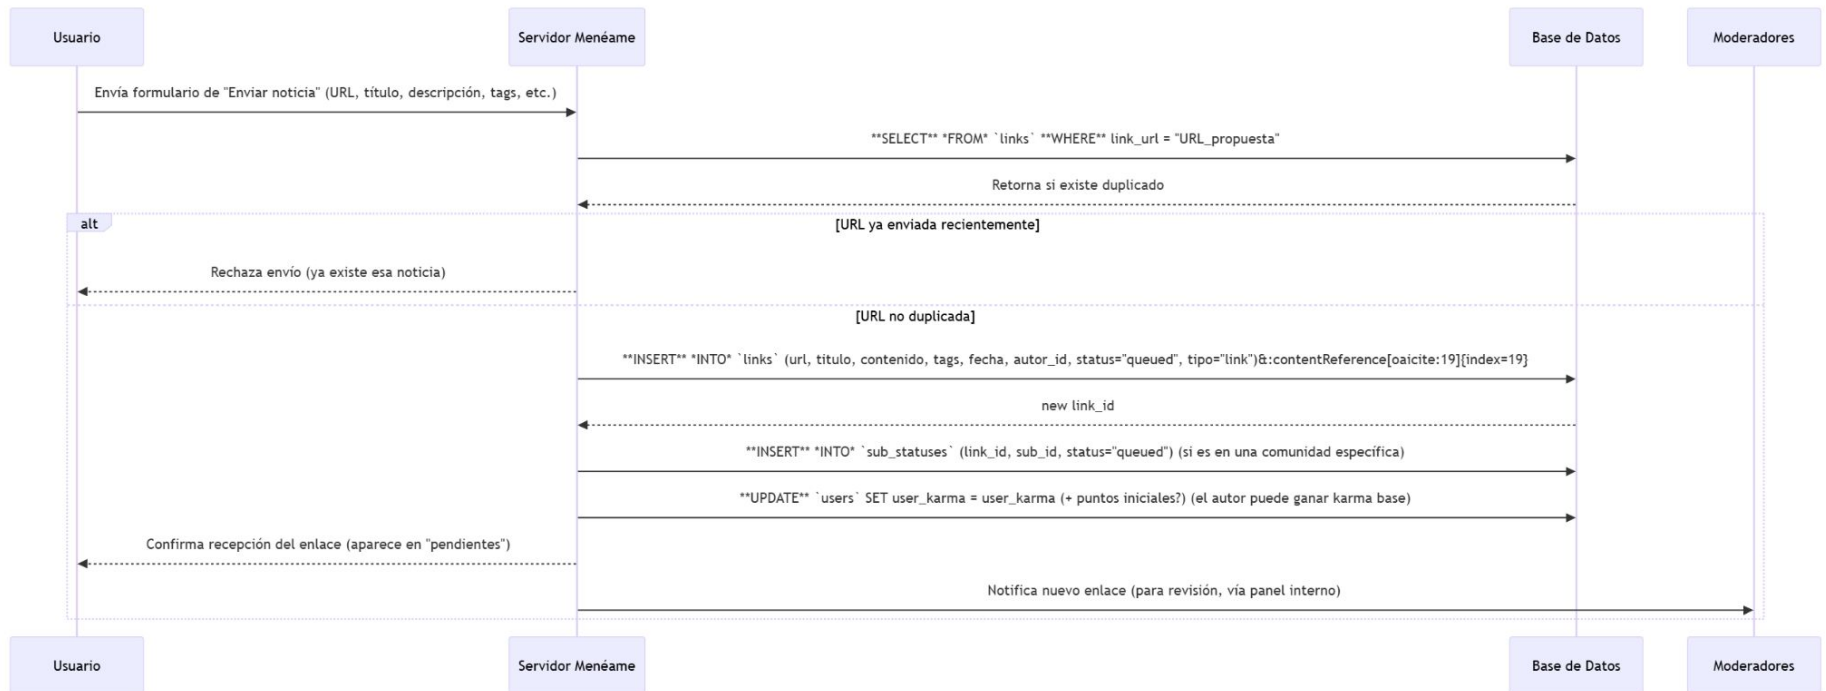 Usuario
Servidor Menéame
Base de Datos
Moderadores
Envía formulario de "Enviar noticia" (URL, título, descripción, tags, etc.)
**SELECT** *FROM* `links` **WHERE** link_url = "URL_propuesta"
Retorna si existe duplicado
alt
[URL ya enviada recientemente]
Rechaza envío (ya existe esa noticia)
[URL no duplicada]
**INSERT** *INTO* `links` (url, titulo, contenido, tags, fecha, autor_id, status="queued", tipo="link")&:contentReference[oaicite:19]{index=19}
new link_id
**INSERT** *INTO* `sub_statuses` (link_id, sub_id, status="queued") (si es en una comunidad específica)
**UPDATE** `users` SET user_karma = user_karma (+ puntos iniciales?) (el autor puede ganar karma base)
Confirma recepción del enlace (aparece en "pendientes")
Notifica nuevo enlace (para revisión, vía panel interno)
Usuario
Servidor Menéame
Base de Datos
Moderadores